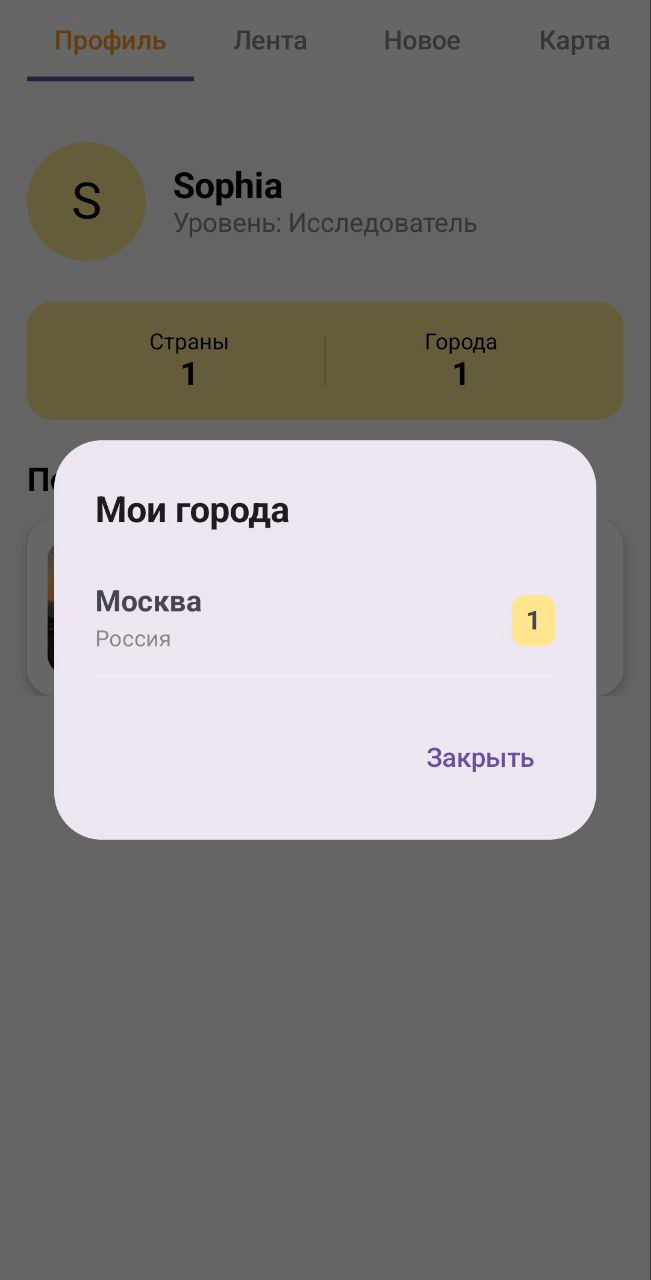 Профиль Лента Новое Карта
S
Sophia
Уровень: Исследователь
Страны Города
1 1
Мои города
Москва
Россия
1
Закрыть